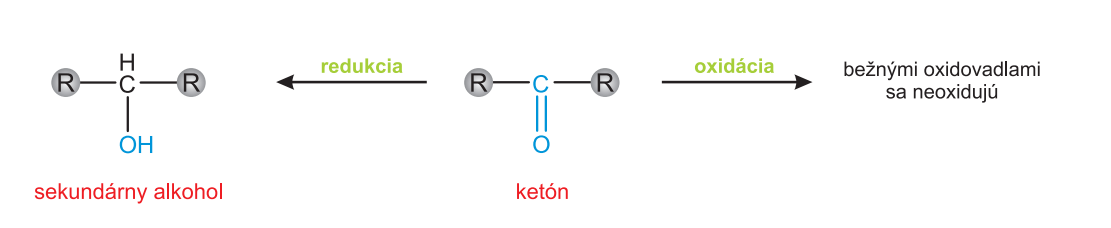 H
R C R
OH
sekundárny alkohol
redukcia
R C R
O
ketón
oxidácia
bežnými oxidovadlami
sa neoxidujú